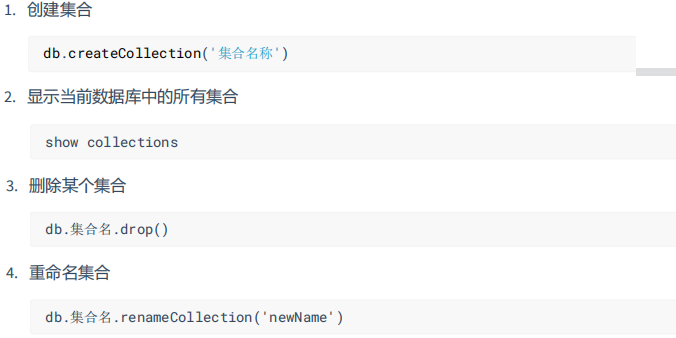 1. 创建集合
db.createCollection('集合名称')
2. 显示当前数据库中的所有集合
show collections
3. 删除某个集合
db.集合名.drop()
4. 重命名集合
db.集合名.renameCollection('newName')